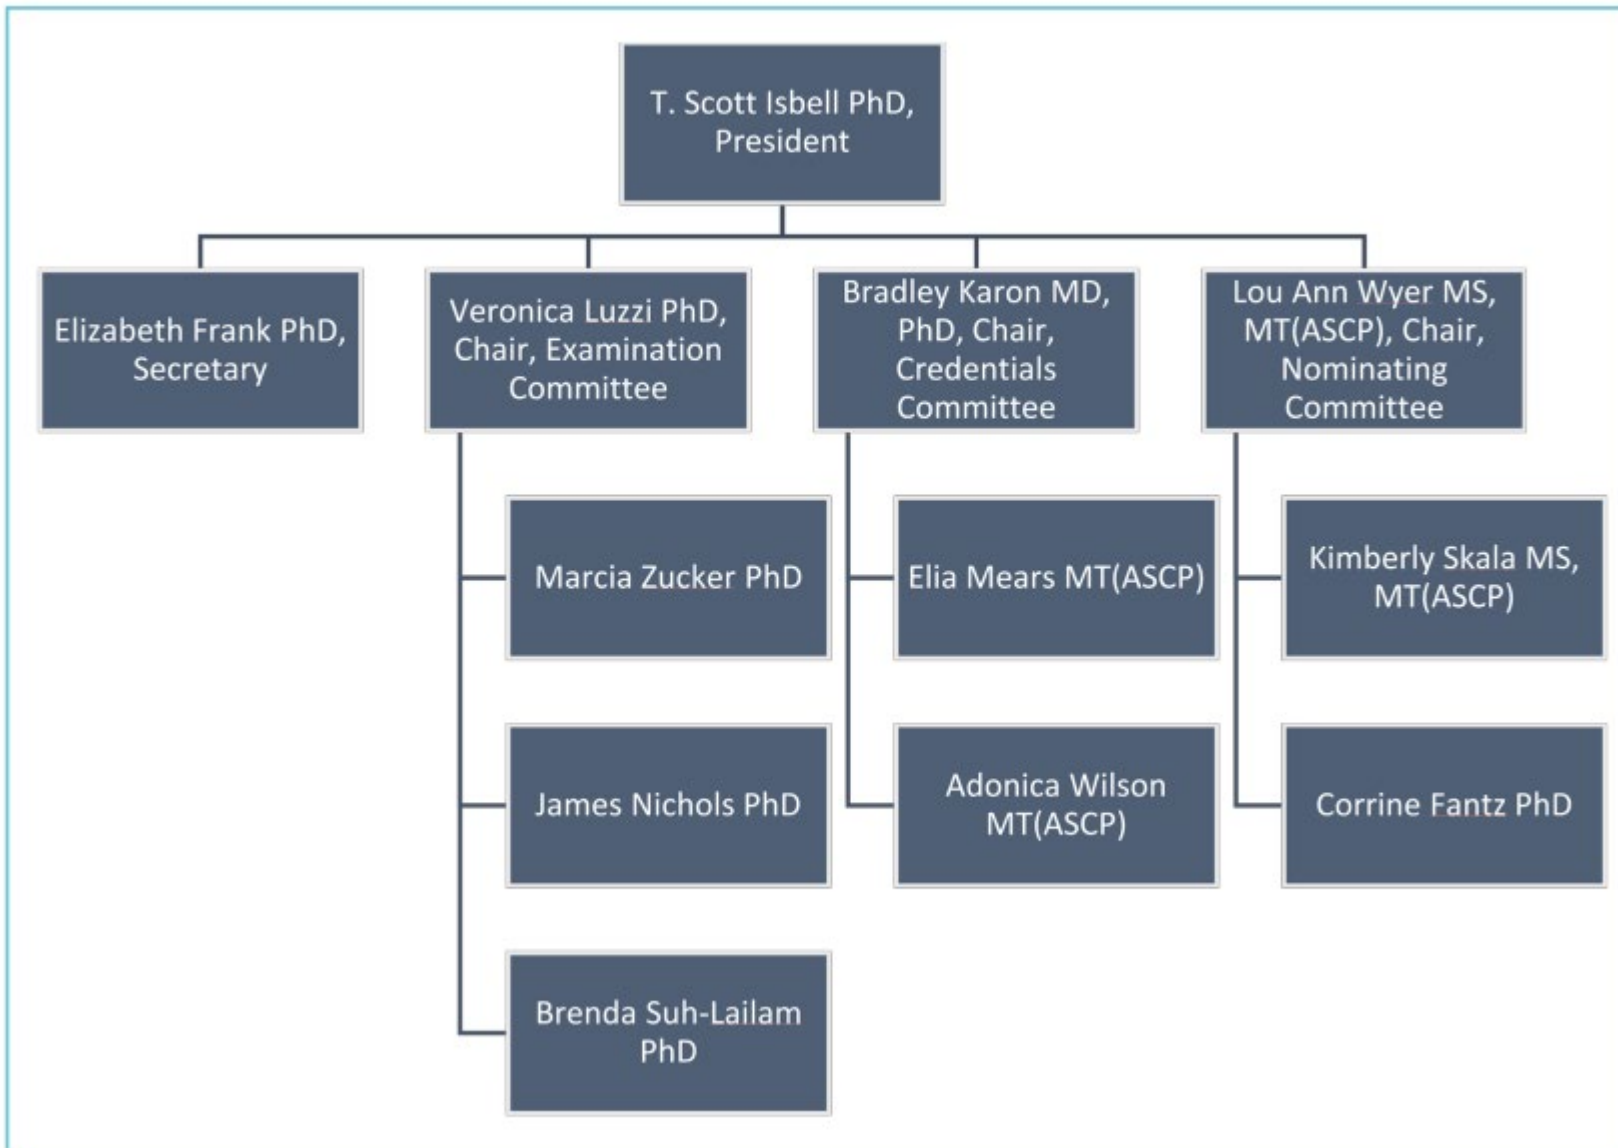 T. Scott Isbell PhD,
President
Elizabeth Frank PhD,
Secretary
Veronica Luzzi PhD,
Chair, Examination
Committee
Bradley Karon MD,
PhD, Chair,
Credentials
Committee
Lou Ann Wyer MS,
MT(ASCP), Chair,
Nominating
Committee
Marcia Zucker PhD
James Nichols PhD
Brenda Suh-Lailam
PhD
Elia Mears MT(ASCP)
Adonica Wilson
MT(ASCP)
Kimberly Skala MS,
MT(ASCP)
Corrine Fantz PhD